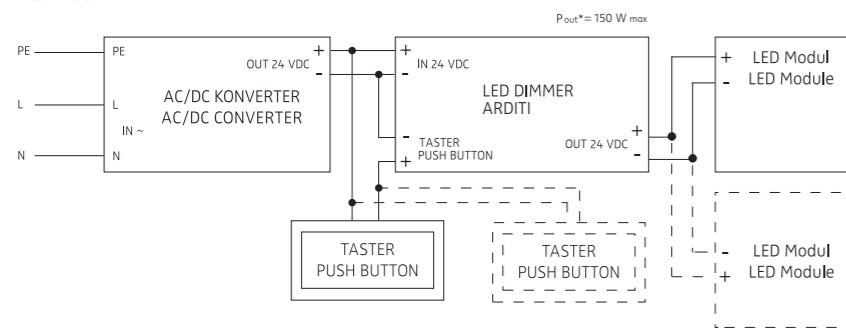 Pout*= 150 W max
PE
PE
OUT 24 VDC
+
-
L
L
AC/DC KONVERTER
AC/DC CONVERTER
IN ~
N
N
+
IN 24 VDC
-
LED DIMMER
ARDITI
-
TASTER
+
PUSH BUTTON
OUT 24 VDC
+
-
+
LED Modul
-
LED Module
TASTER
PUSH BUTTON
TASTER
PUSH BUTTON
-
LED Modul
+
LED Module